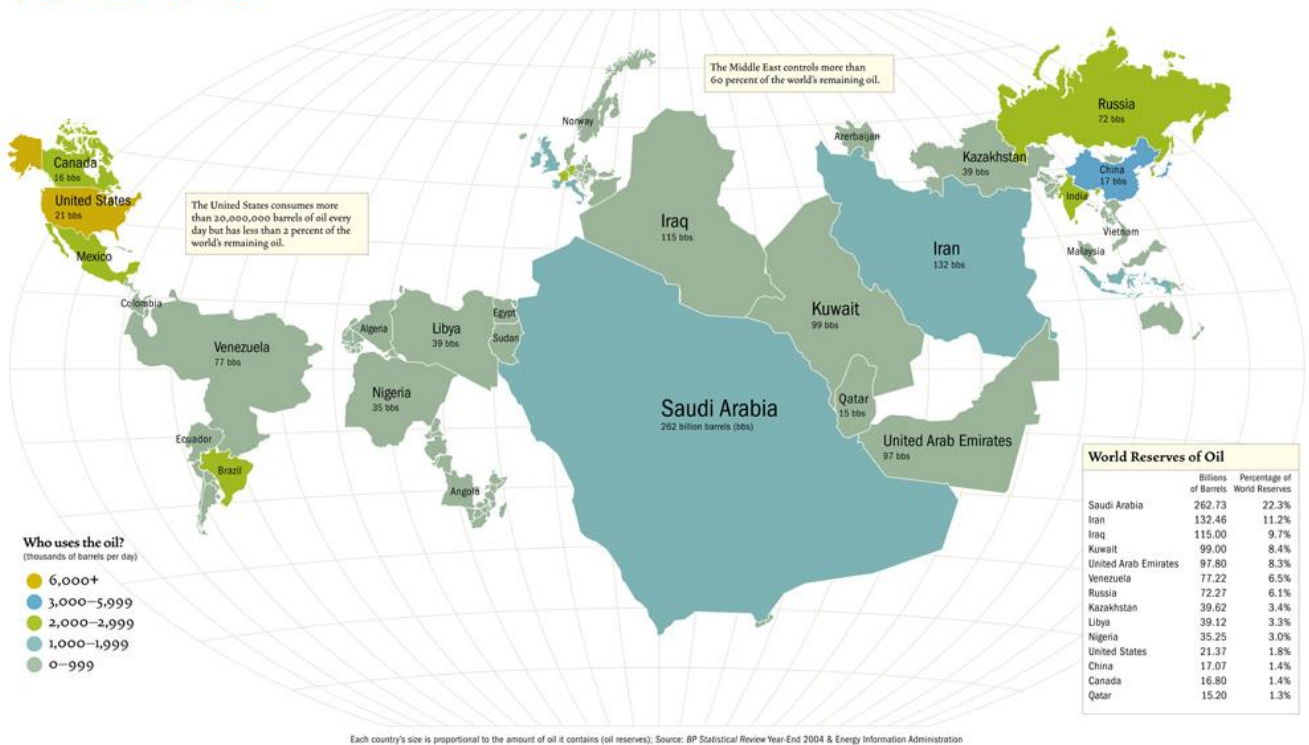 The Middle East controls more than
60 percent of the world's remaining oil.
Norway
Azerbaijan
Russia
72 bbs
Canada
16 bbs
Kazakhstan
39 bbs
China
17 bbs
United States
21 bbs
India
The United States consumes more
than 20,000,000 barrels of oil every
day but has less than 2 percent of the
world's remaining oil.
Iraq
115 bbs
Vietnam
Iran
132 bbs
Malaysia
Mexico
Colombia
Kuwait
99 bbs
Egypt
Algeria
Libya
39 bbs
Sudan
Venezuela
77 bbs
Nigeria
35 bbs
Qatar
15 bbs
Saudi Arabia
262 billion barrels (bbs)
Ecuador
United Arab Emirates
97 bbs
Brazil
Angola
World Reserves of Oil
Billions of Barrels Percentage of World Reserves
Saudi Arabia 262.73 22.3%
Iran 132.46 11.2%
Iraq 115.00 9.7%
Kuwait 99.00 8.4%
United Arab Emirates 97.80 8.3%
Venezuela 77.22 6.5%
Russia 72.27 6.1%
Kazakhstan 39.62 3.4%
Libya 39.12 3.3%
Nigeria 35.25 3.0%
United States 21.37 1.8%
China 17.07 1.4%
Canada 16.80 1.4%
Qatar 15.20 1.3%
Who uses the oil?
(thousands of barrels per day)
6,000+
3,000–5,999
2,000–2,999
1,000–1,999
0–999
Each country's size is proportional to the amount of oil it contains (oil reserves); Source: BP Statistical Review Year-End 2004 & Energy Information Administration